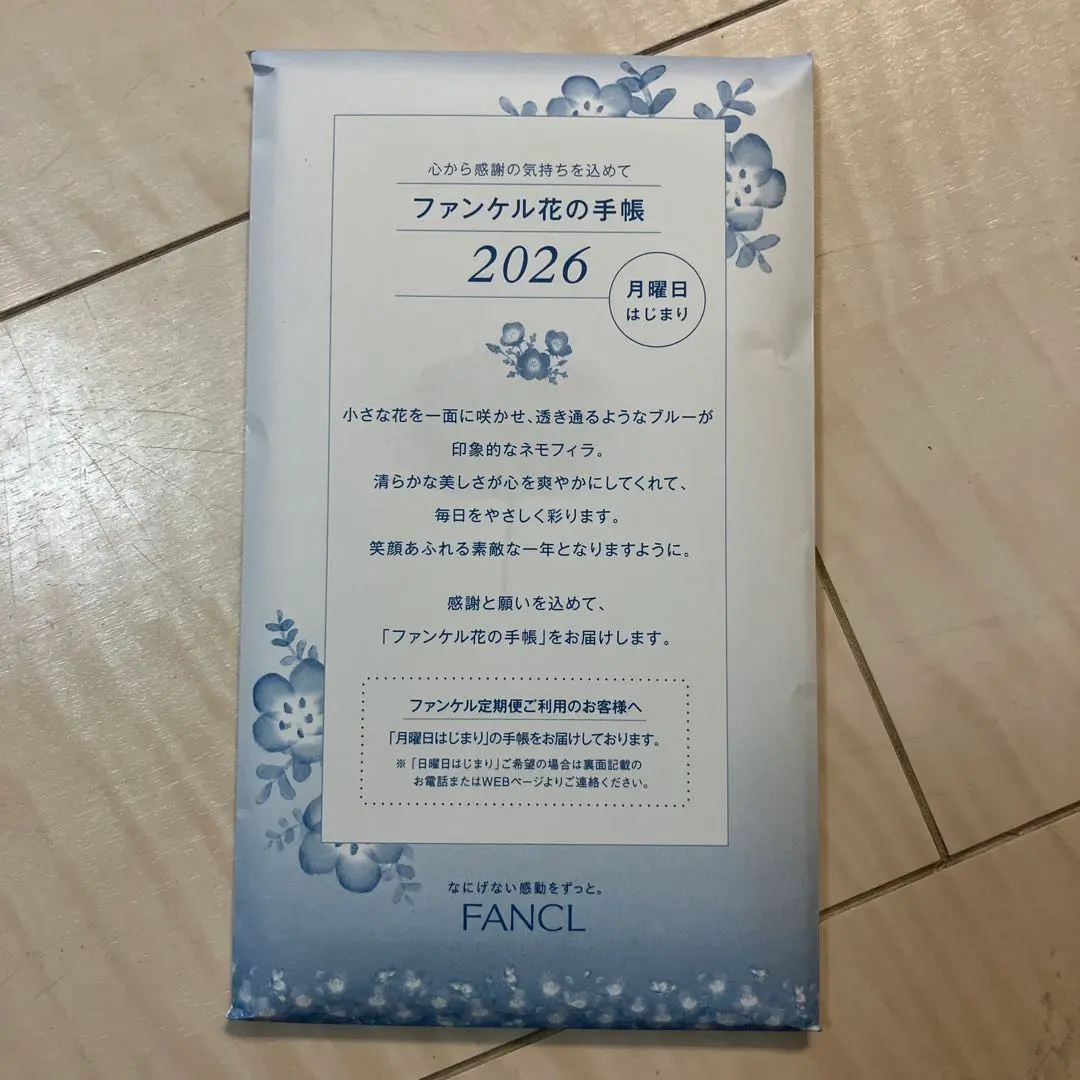 心から感謝の気持ちを込めて
ファンケル花の手帳
2026
月曜日
はじまり
小さな花を一面に咲かせ、透き通るようなブルーが
印象的なネモフィラ。
清らかな美しさが心を爽やかにしてくれて、
毎日をやさしく彩ります。
笑顔あふれる素敵な一年となりますように。
感謝と願いを込めて、
「ファンケル花の手帳」をお届けします。
ファンケル定期便ご利用のお客様へ
「月曜日はじまり」の手帳をお届けしております。
※「日曜日はじまり」ご希望の場合は裏面記載の
お電話またはWEBページよりご連絡ください。
なにげない感動をずっと。
FANCL